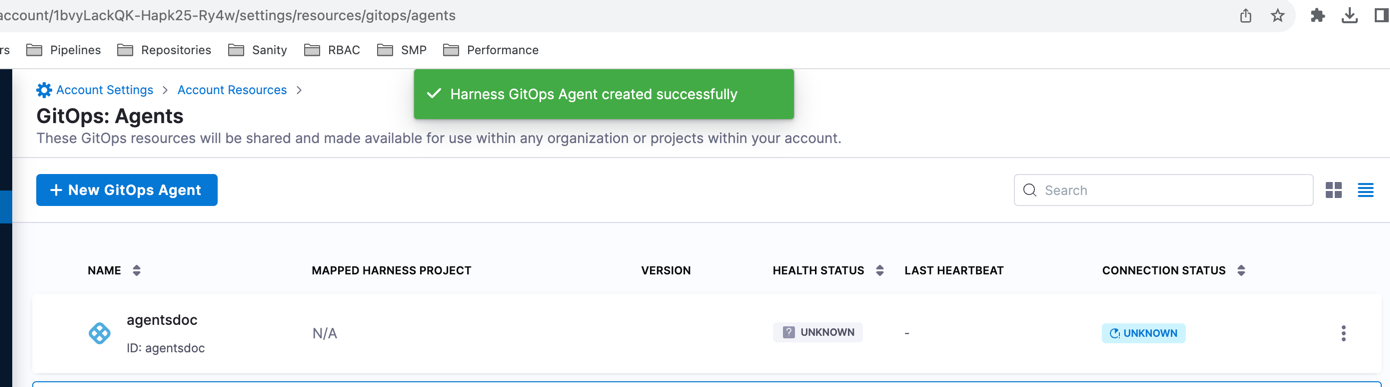 account/1bvyLackQK-Hapk25-Ry4w/settings/resources/gitops/agents
rs Pipelines Repositories Sanity RBAC SMP Performance
Account Settings > Account Resources >
Harness GitOps Agent created successfully
GitOps: Agents
These GitOps resources will be shared and made available for use within any organization or projects within your account.
+ New GitOps Agent
Search
NAME MAPPED HARNESS PROJECT VERSION HEALTH STATUS LAST HEARTBEAT CONNECTION STATUS
agentsdoc
N/A ? UNKNOWN - UNKNOWN
ID: agentsdoc